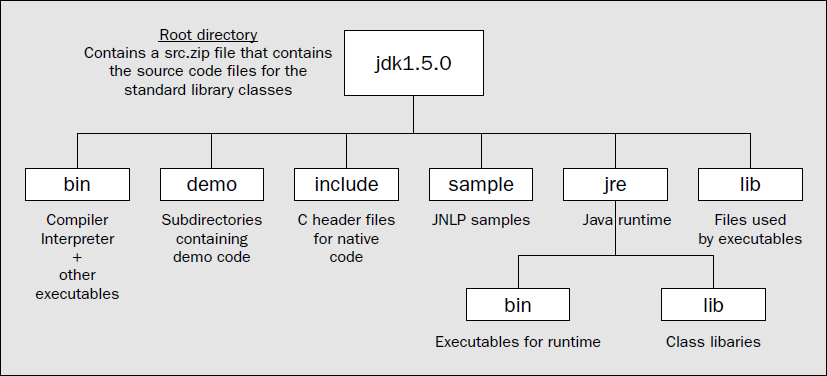 Root directory
Contains a src.zip file that contains
the source code files for the
standard library classes
jdk1.5.0
bin
demo
include
sample
jre
lib
Compiler
Interpreter
+
other
executables
Subdirectories
containing
demo code
C header files
for native
code
JNLP samples
Java runtime
Files used
by executables
bin
lib
Executables for runtime
Class libaries